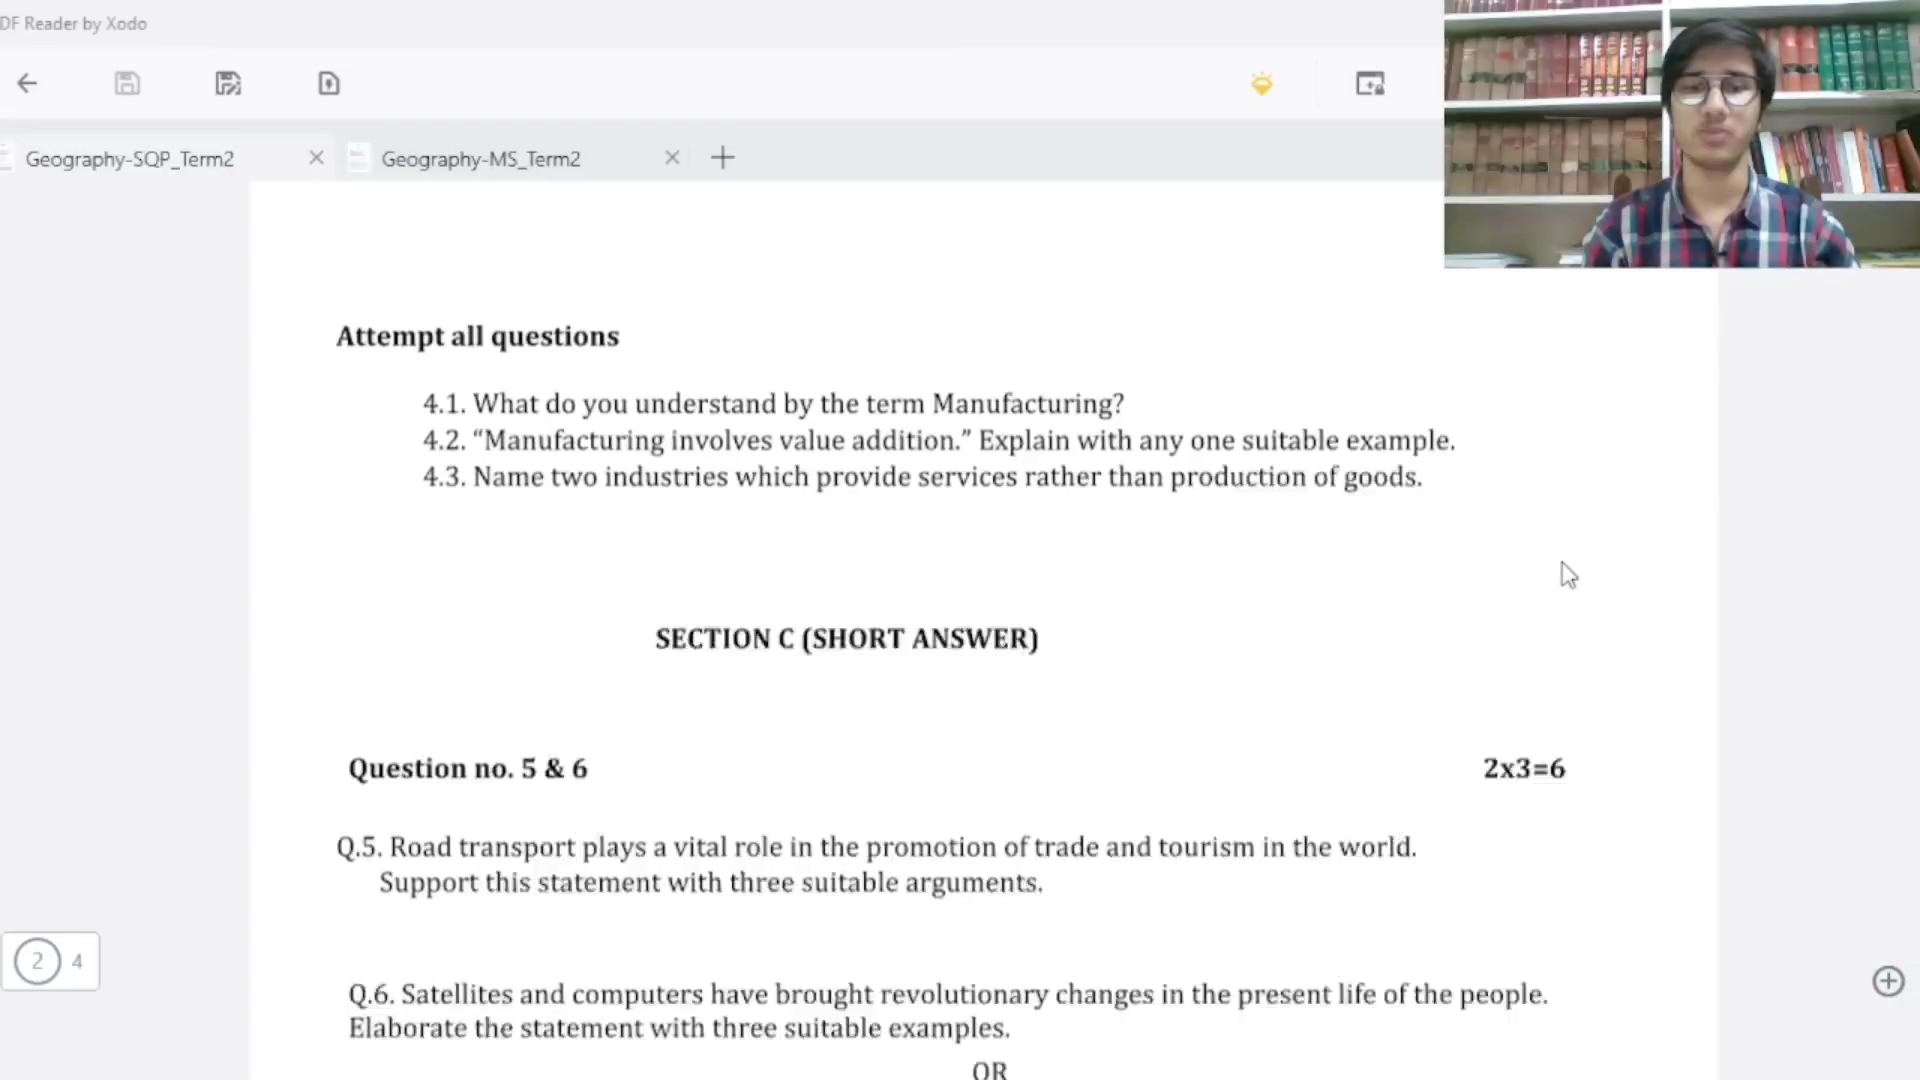 DF Reader by Xodo
Geography-SQP_Term2
Geography-MS_Term2
Attempt all questions
4.1. What do you understand by the term Manufacturing?
4.2. “Manufacturing involves value addition.” Explain with any one suitable example.
4.3. Name two industries which provide services rather than production of goods.
SECTION C (SHORT ANSWER)
Question no. 5 & 6 2x3=6
Q.5. Road transport plays a vital role in the promotion of trade and tourism in the world.
Support this statement with three suitable arguments.
2 4
Q.6. Satellites and computers have brought revolutionary changes in the present life of the people.
Elaborate the statement with three suitable examples.
OR